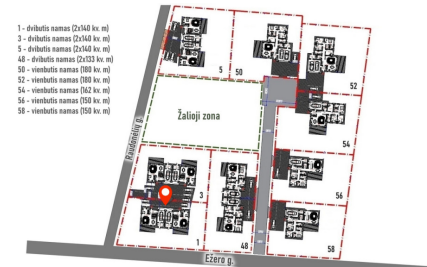 1 - dvibutis namas (2x140 kv. m)
3 - dvibutis namas (2x140 kv. m)
5 - dvibutis namas (2x140 kv. m)
48 - dvibutis namas (2x133 kv. m)
50 - vienbutis namas (180 kv. m)
52 - vienbutis namas (180 kv. m)
54 - vienbutis namas (162 kv. m)
56 - vienbutis namas (150 kv. m)
58 - vienbutis namas (150 kv. m)
5
50
52
Žalioji zona
Raudonėlių g.
54
3
56
1
48
58
Ežero g.